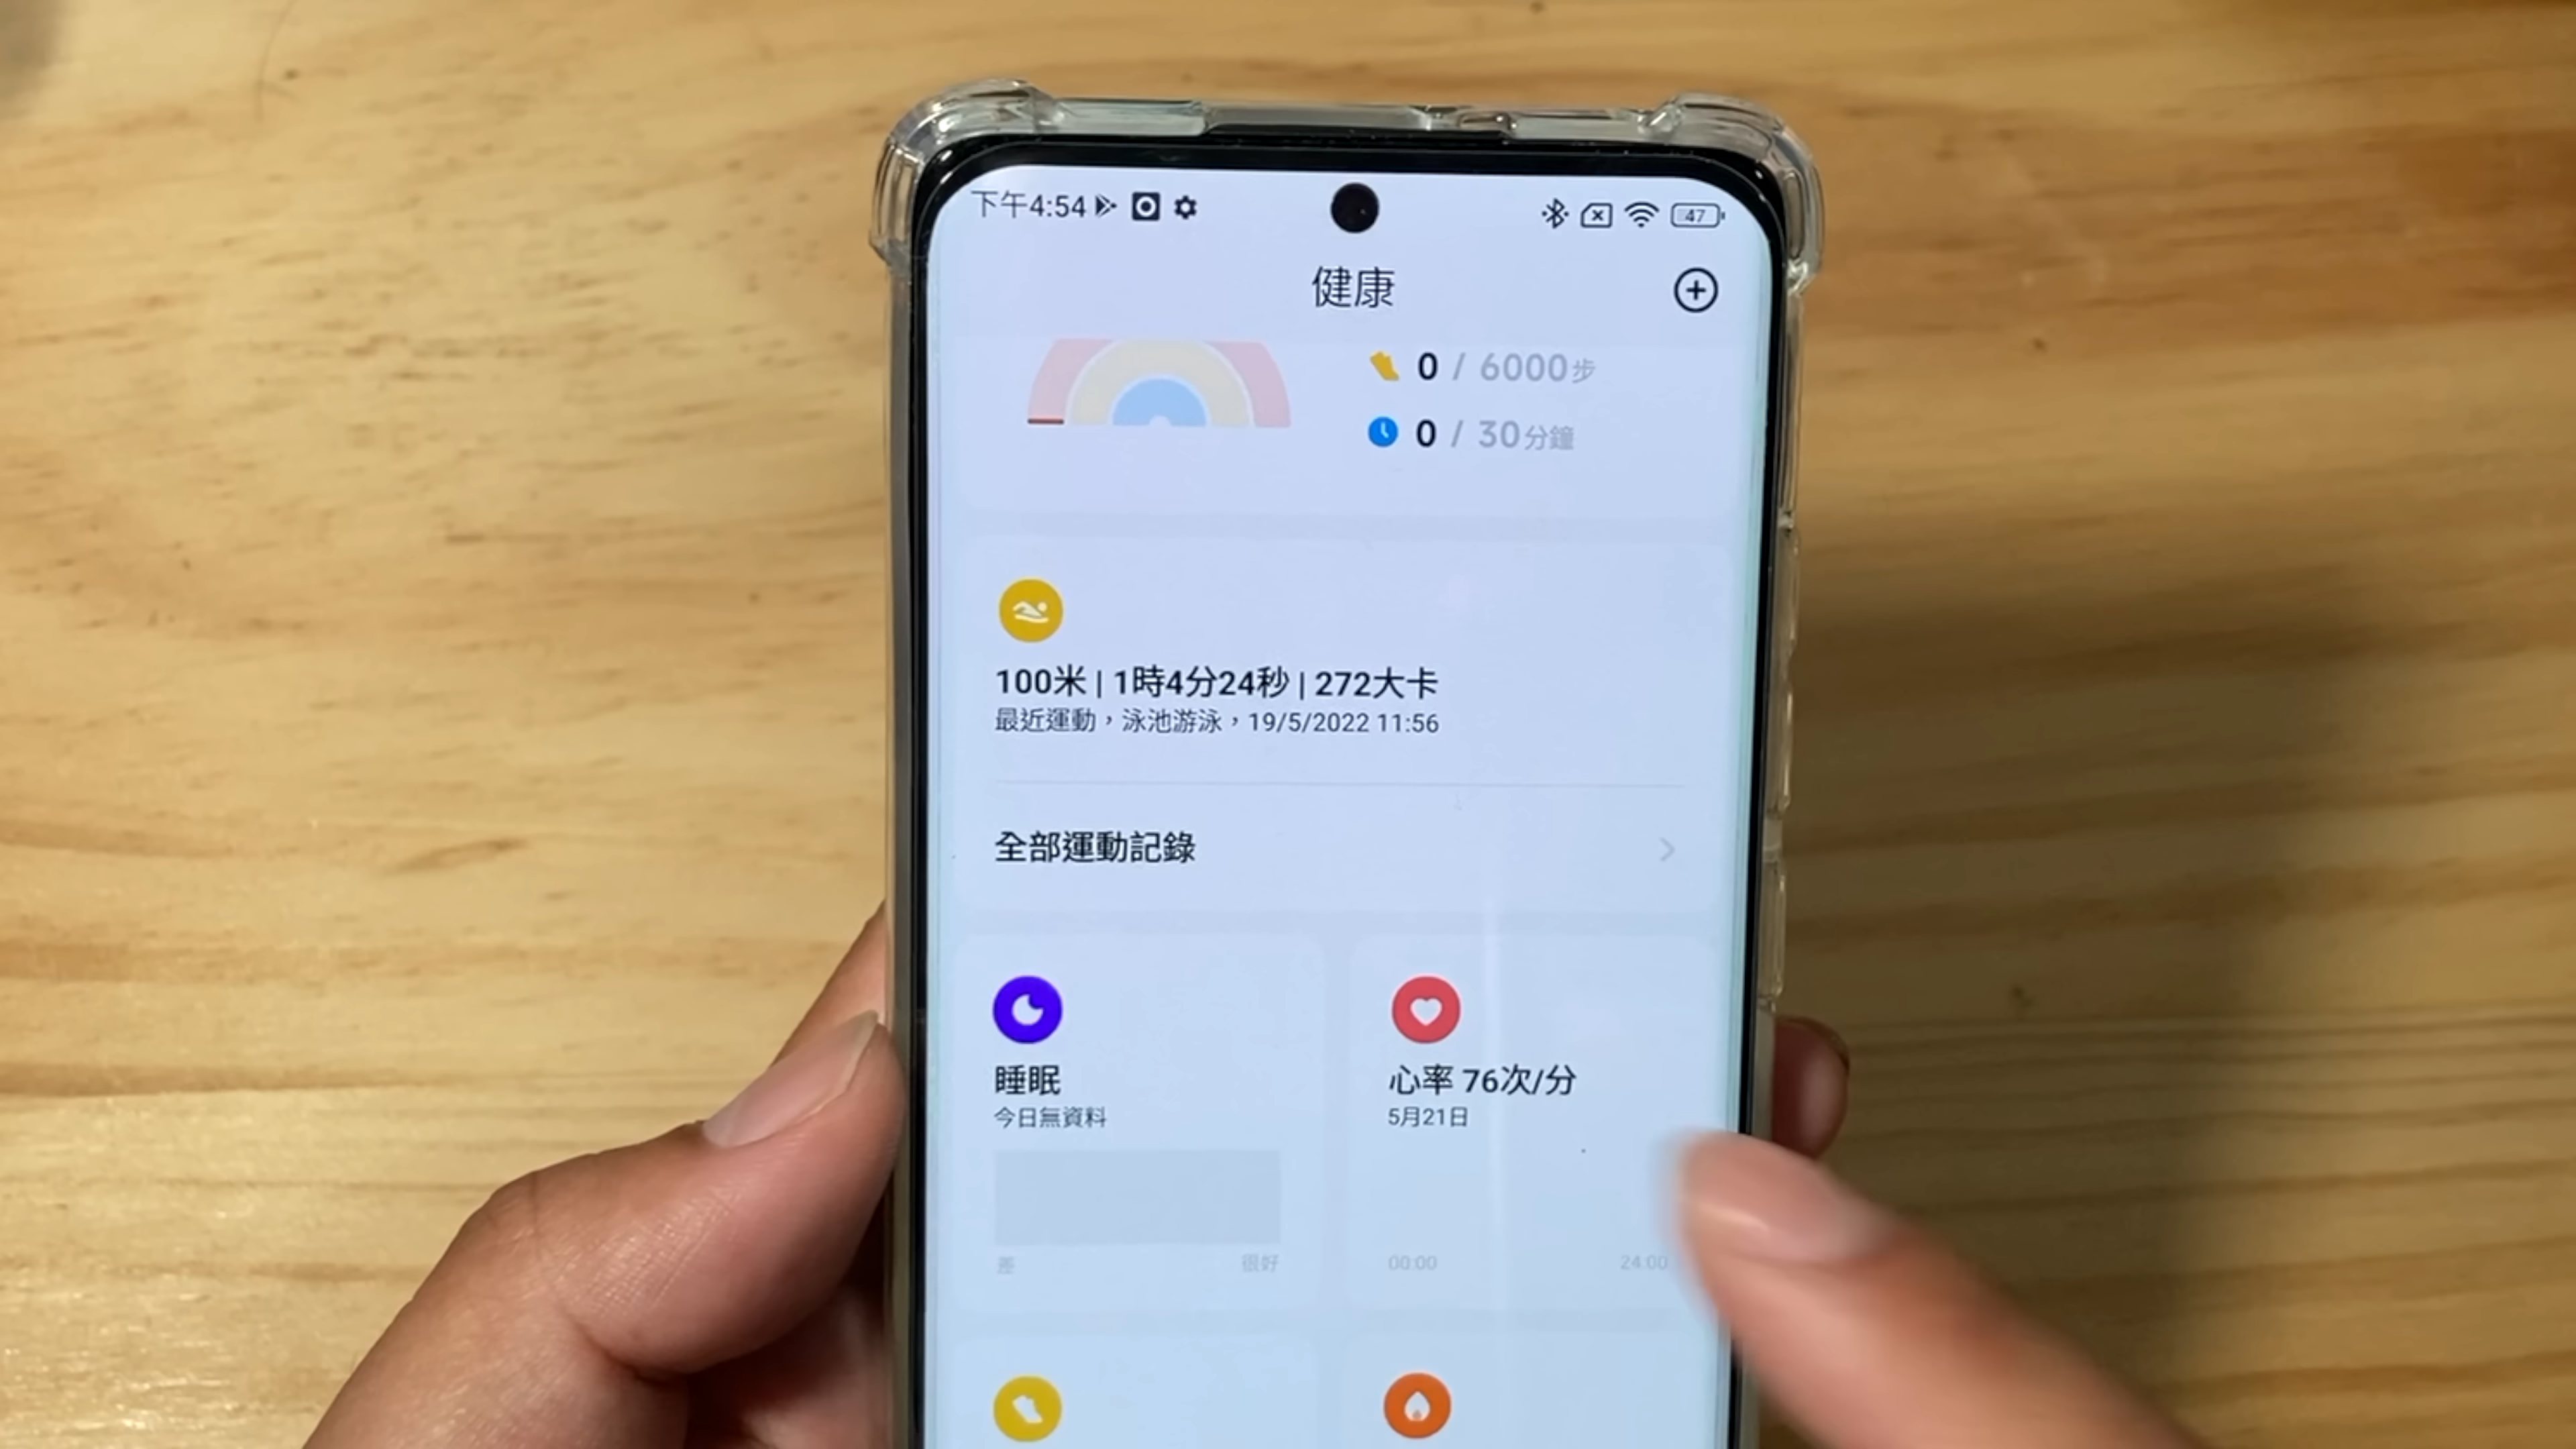 下午4:54
47
健康
0 / 6000步
0 / 30分鐘
100米 | 1時4分24秒 | 272大卡
最近運動，泳池游泳，19/5/2022 11:56
全部運動記錄
睡眠
今日無資料
差 很好
心率 76次/分
5月21日
00:00 24:00